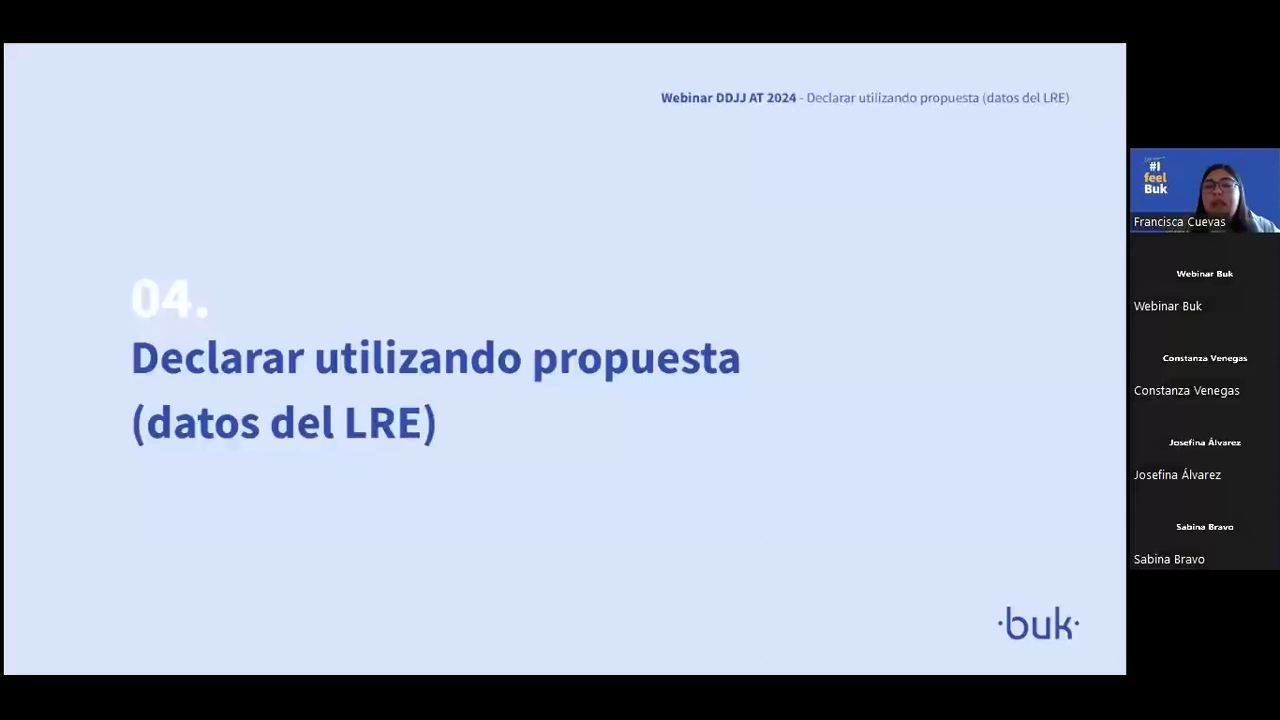 Webinar DDJJ AT 2024 - Declarar utilizando propuesta (datos del LRE)
04.
Declarar utilizando propuesta
(datos del LRE)
·buk·
#I
feel
Buk
Francisca Cuevas
Webinar Buk
Webinar Buk
Constanza Venegas
Constanza Venegas
Josefina Álvarez
Josefina Álvarez
Sabina Bravo
Sabina Bravo